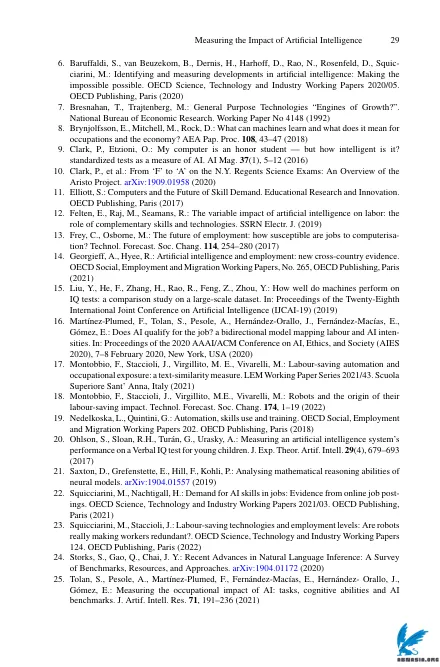 Measuring the Impact of Artificial Intelligence 29
6. Baruffaldi, S., van Beuzekom, B., Dernis, H., Harhoff, D., Rao, N., Rosenfeld, D., Squic-
ciarini, M.: Identifying and measuring developments in artificial intelligence: Making the
impossible possible. OECD Science, Technology and Industry Working Papers 2020/05.
OECD Publishing, Paris (2020)
7. Bresnahan, T., Trajtenberg, M.: General Purpose Technologies “Engines of Growth?”.
National Bureau of Economic Research. Working Paper No 4148 (1992)
8. Brynjolfsson, E., Mitchell, M., Rock, D.: What can machines learn and what does it mean for
occupations and the economy? AEA Pap. Proc. 108, 43–47 (2018)
9. Clark, P., Etzioni, O.: My computer is an honor student — but how intelligent is it?
standardized tests as a measure of AI. AI Mag. 37(1), 5–12 (2016)
10. Clark, P., et al.: From ‘F’ to ‘A’ on the N.Y. Regents Science Exams: An Overview of the
Aristo Project. arXiv:1909.01958 (2020)
11. Elliott, S.: Computers and the Future of Skill Demand. Educational Research and Innovation.
OECD Publishing, Paris (2017)
12. Felten, E., Raj, M., Seamans, R.: The variable impact of artificial intelligence on labor: the
role of complementary skills and technologies. SSRN Electr. J. (2019)
13. Frey, C., Osborne, M.: The future of employment: how susceptible are jobs to computerisa-
tion? Technol. Forecast. Soc. Chang. 114, 254–280 (2017)
14. Georgieff, A., Hyee, R.: Artificial intelligence and employment: new cross-country evidence.
OECD Social, Employment and Migration Working Papers, No. 265, OECD Publishing, Paris
(2021)
15. Liu, Y., He, F., Zhang, H., Rao, R., Feng, Z., Zhou, Y.: How well do machines perform on
IQ tests: a comparison study on a large-scale dataset. In: Proceedings of the Twenty-Eighth
International Joint Conference on Artificial Intelligence (IJCAI-19) (2019)
16. Martínez-Plumed, F., Tolan, S., Pesole, A., Hernández-Orallo, J., Fernández-Macías, E.,
Gómez, E.: Does AI qualify for the job? a bidirectional model mapping labour and AI inten-
sities. In: Proceedings of the 2020 AAAI/ACM Conference on AI, Ethics, and Society (AIES
2020), 7–8 February 2020, New York, USA (2020)
17. Montobbio, F., Staccioli, J., Virgillito, M. E., Vivarelli, M.: Labour-saving automation and
occupational exposure: a text-similarity measure. LEM Working Paper Series 2021/43. Scuola
Superiore Sant’ Anna, Italy (2021)
18. Montobbio, F., Staccioli, J., Virgillito, M.E., Vivarelli, M.: Robots and the origin of their
labour-saving impact. Technol. Forecast. Soc. Chang. 174, 1–19 (2022)
19. Nedelkoska, L., Quintini, G.: Automation, skills use and training. OECD Social, Employment
and Migration Working Papers 202. OECD Publishing, Paris (2018)
20. Ohlson, S., Sloan, R.H., Turán, G., Urasky, A.: Measuring an artificial intelligence system’s
performance on a Verbal IQ test for young children. J. Exp. Theor. Artif. Intell. 29(4), 679–693
(2017)
21. Saxton, D., Grefenstette, E., Hill, F., Kohli, P.: Analysing mathematical reasoning abilities of
neural models. arXiv:1904.01557 (2019)
22. Squicciarini, M., Nachtigall, H.: Demand for AI skills in jobs: Evidence from online job post-
ings. OECD Science, Technology and Industry Working Papers 2021/03. OECD Publishing,
Paris (2021)
23. Squicciarini, M., Staccioli, J.: Labour-saving technologies and employment levels: Are robots
really making workers redundant?. OECD Science, Technology and Industry Working Papers
124. OECD Publishing, Paris (2022)
24. Storks, S., Gao, Q., Chai, J. Y.: Recent Advances in Natural Language Inference: A Survey
of Benchmarks, Resources, and Approaches. arXiv:1904.01172 (2020)
25. Tolan, S., Pesole, A., Martínez-Plumed, F., Fernández-Macías, E., Hernández- Orallo, J.,
Gómez, E.: Measuring the occupational impact of AI: tasks, cognitive abilities and AI
benchmarks. J. Artif. Intell. Res. 71, 191–236 (2021)